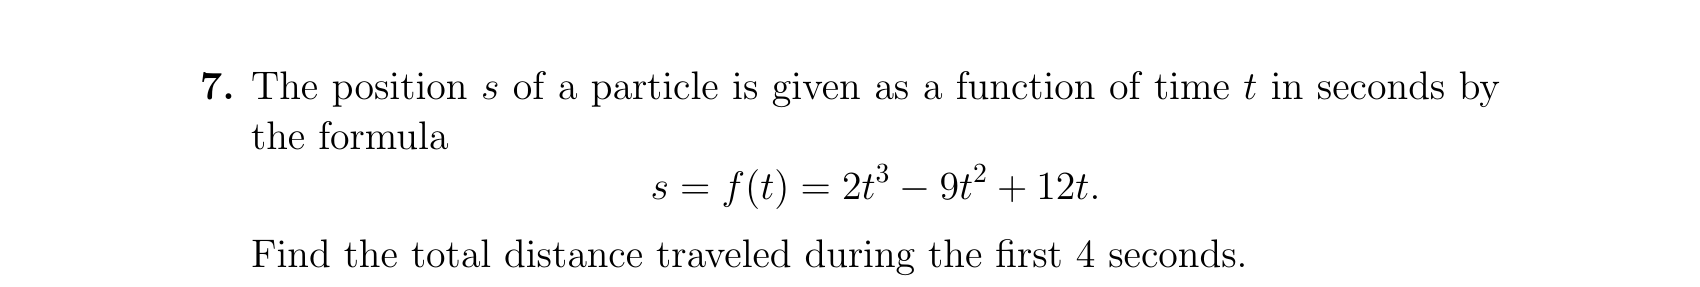 7. The position s of a particle is given as a function of time t in seconds by
the formula
s = f(t) = 2t³ − 9t² + 12t.
Find the total distance traveled during the first 4 seconds.